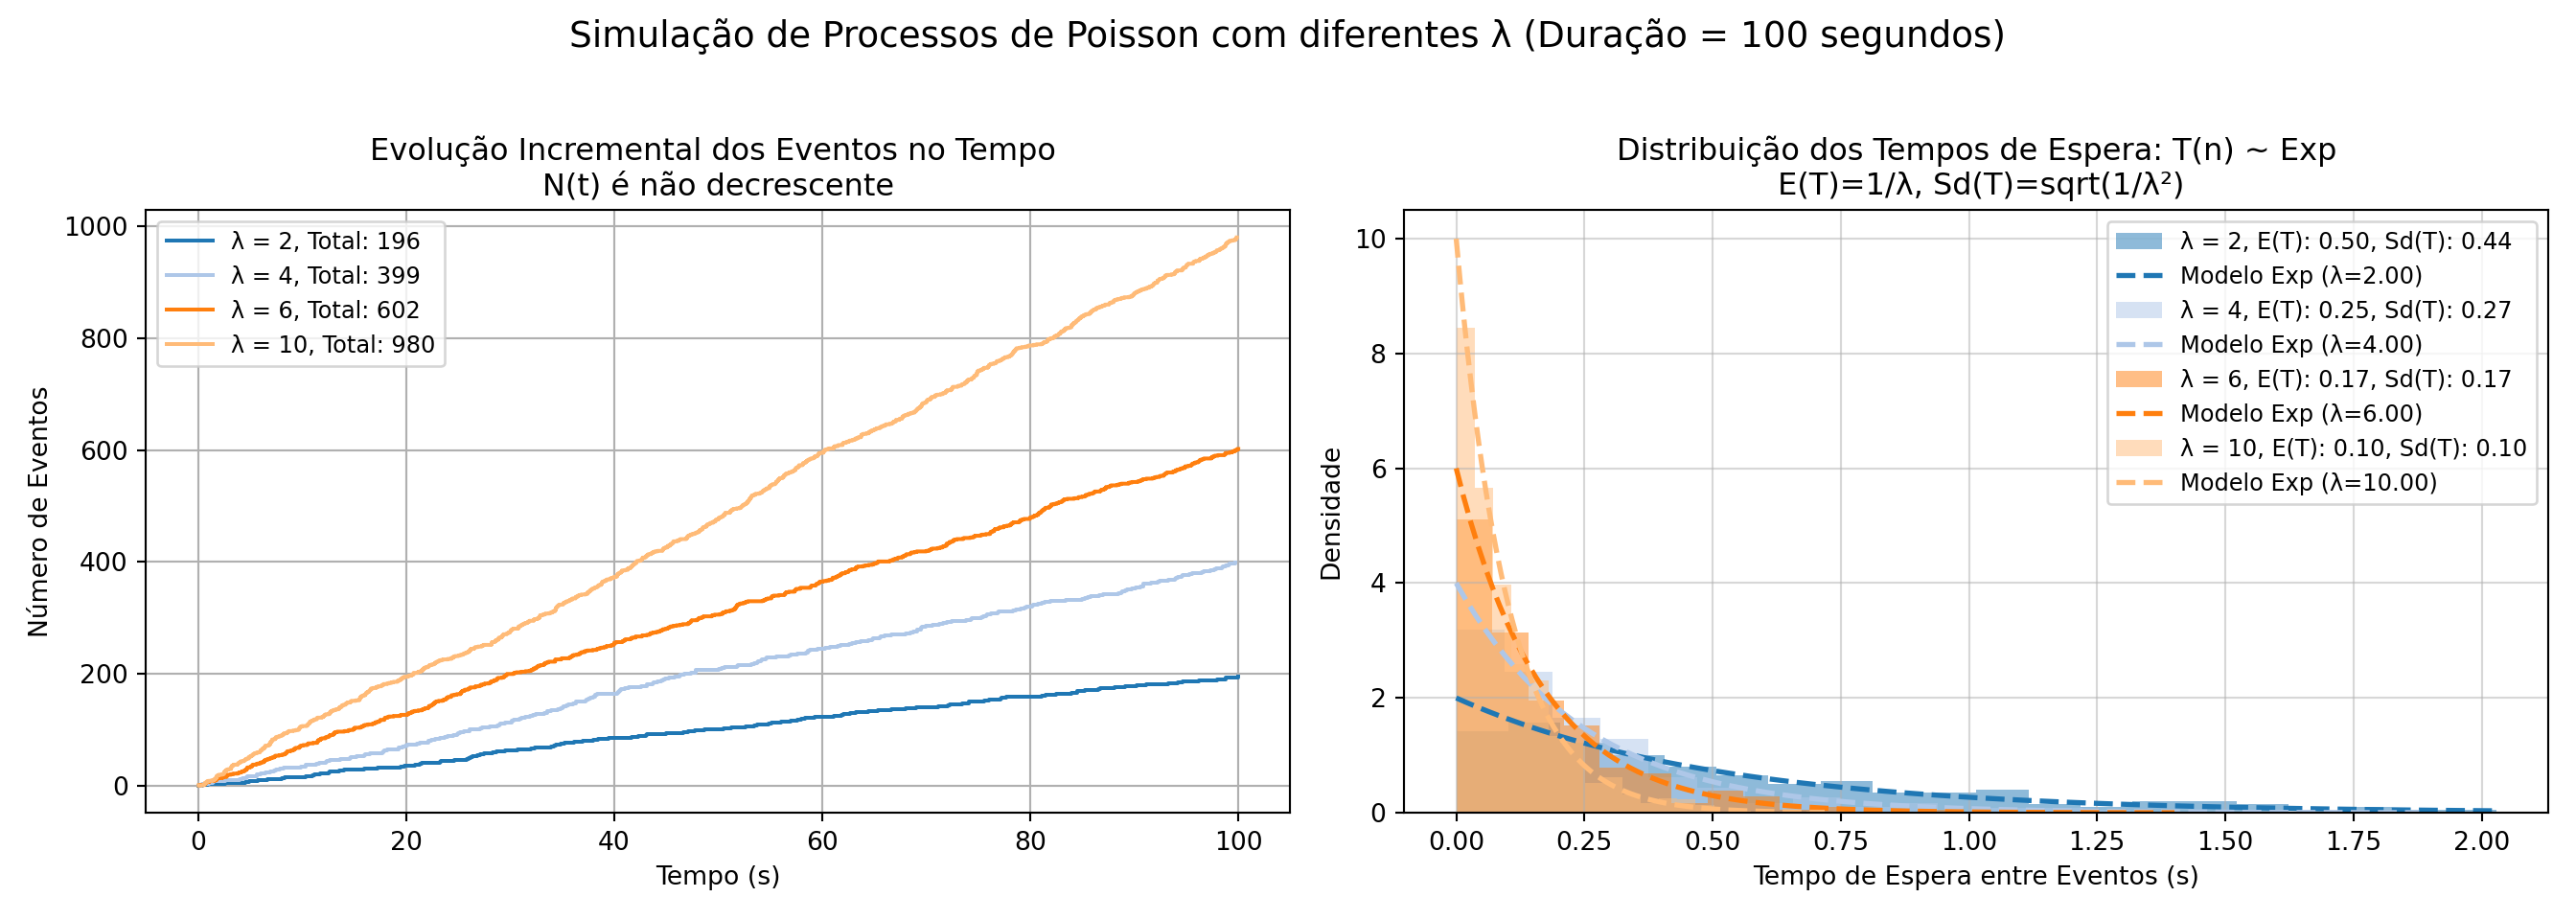 Simulação de Processos de Poisson com diferentes λ (Duração = 100 segundos)
Evolução Incremental dos Eventos no Tempo
N(t) é não decrescente
1000
800
600
400
200
0
Número de Eventos
λ = 2, Total: 196
λ = 4, Total: 399
λ = 6, Total: 602
λ = 10, Total: 980
0 20 40 60 80 100
Tempo (s)
Distribuição dos Tempos de Espera: T(n) ~ Exp
E(T)=1/λ, Sd(T)=sqrt(1/λ²)
10
8
6
4
2
0
Densidade
λ = 2, E(T): 0.50, Sd(T): 0.44
Modelo Exp (λ=2.00)
λ = 4, E(T): 0.25, Sd(T): 0.27
Modelo Exp (λ=4.00)
λ = 6, E(T): 0.17, Sd(T): 0.17
Modelo Exp (λ=6.00)
λ = 10, E(T): 0.10, Sd(T): 0.10
Modelo Exp (λ=10.00)
0.00 0.25 0.50 0.75 1.00 1.25 1.50 1.75 2.00
Tempo de Espera entre Eventos (s)